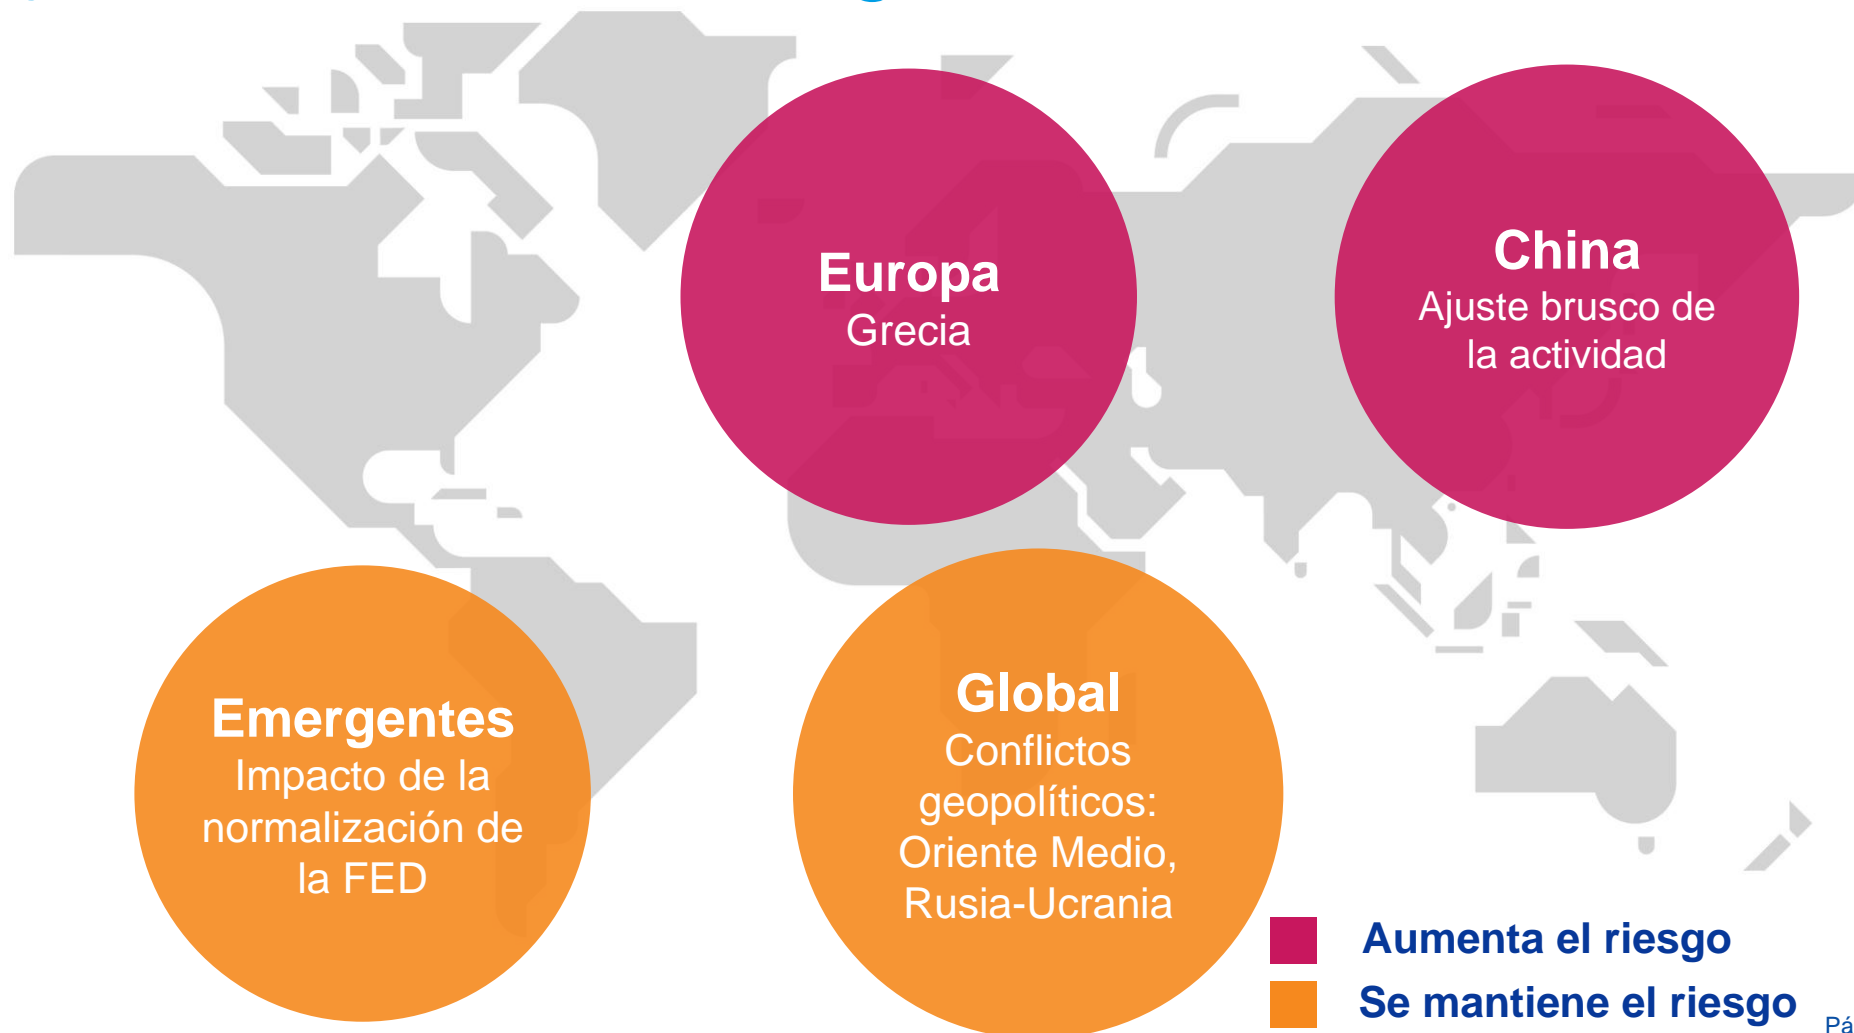 Europa
Grecia
China
Ajuste brusco de
la actividad
Emergentes
Impacto de la
normalización de
la FED
Global
Conflictos
geopolíticos:
Oriente Medio,
Rusia-Ucrania
Aumenta el riesgo
Se mantiene el riesgo
Pá